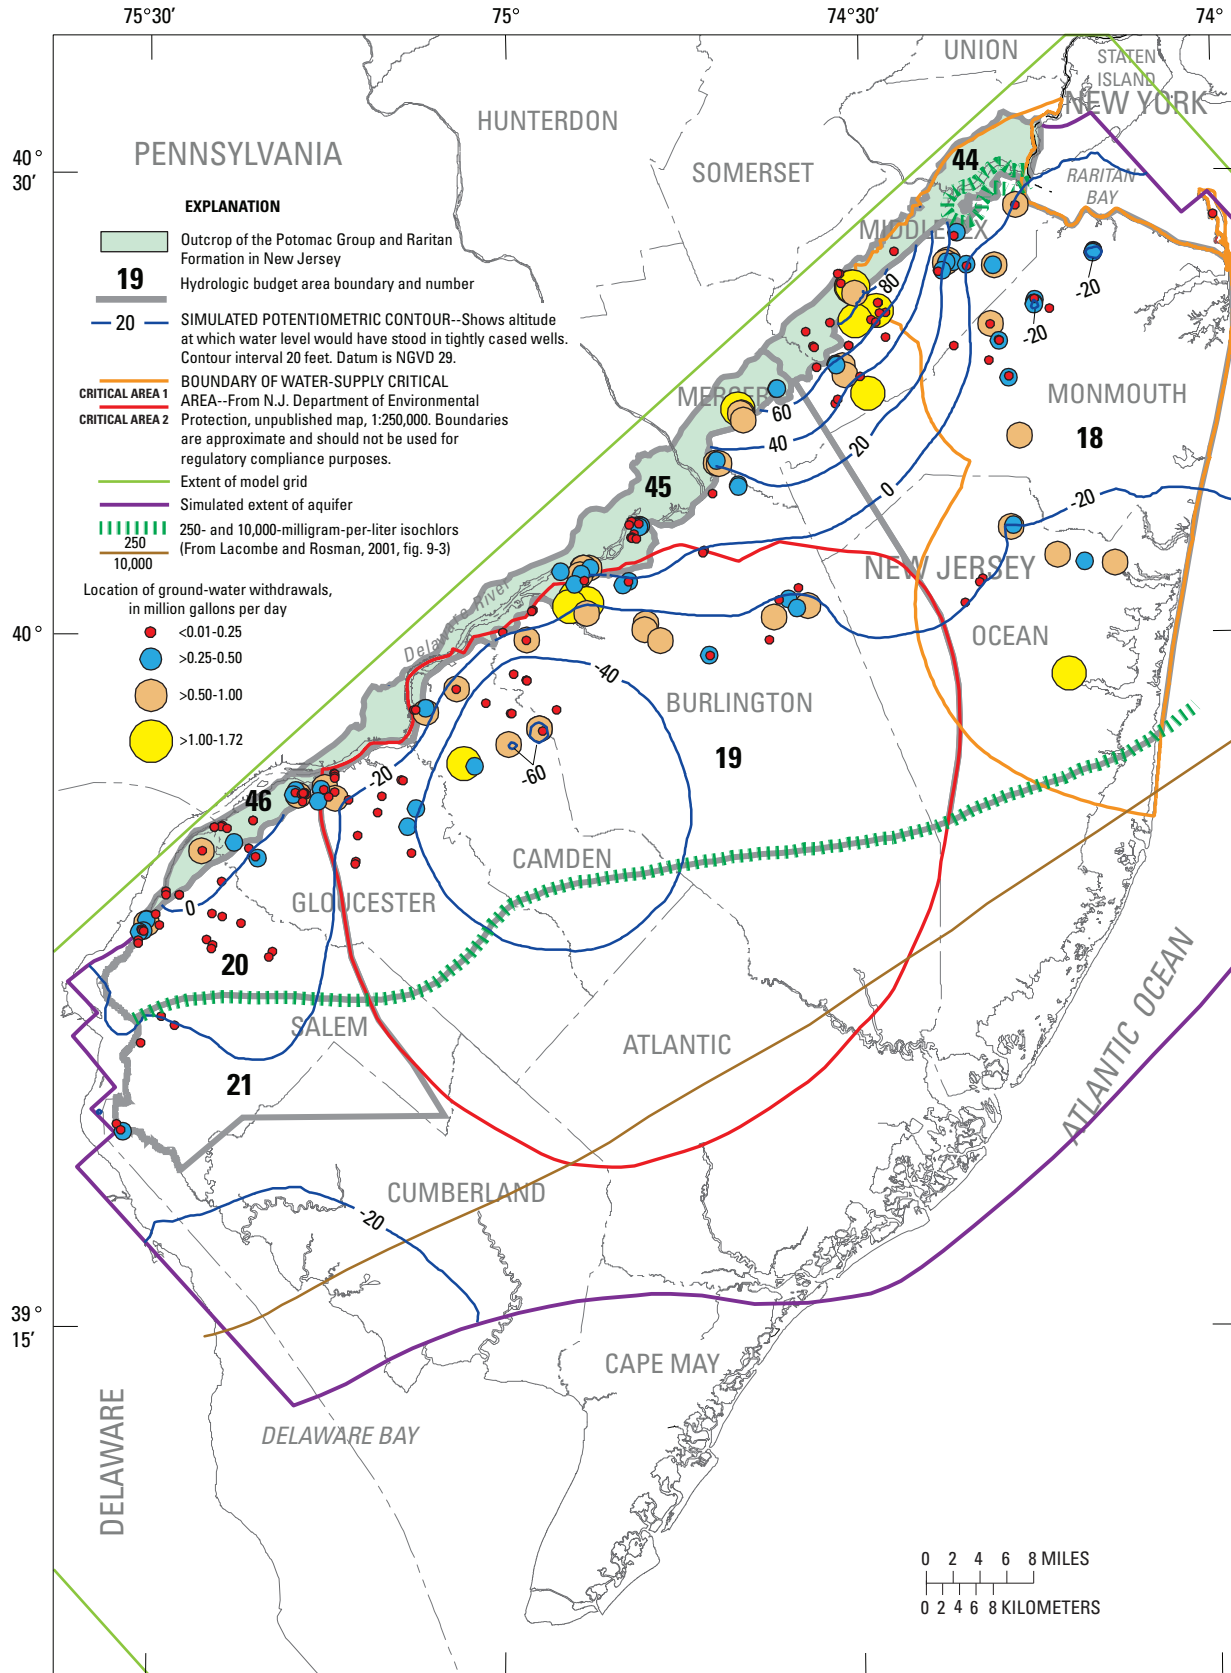 75°30'
75°
74°30'
74°
UNION
STATEN
ISLAND
NEW YORK
HUNTERDON
PENNSYLVANIA
SOMERSET
40°
30'
44
RARITAN
BAY
MIDDLESEX
EXPLANATION
Outcrop of the Potomac Group and Raritan
Formation in New Jersey
19
Hydrologic budget area boundary and number
20
SIMULATED POTENTIOMETRIC CONTOUR--Shows altitude
at which water level would have stood in tightly cased wells.
Contour interval 20 feet. Datum is NGVD 29.
CRITICAL AREA 1
CRITICAL AREA 2
BOUNDARY OF WATER-SUPPLY CRITICAL
AREA--From N.J. Department of Environmental
Protection, unpublished map, 1:250,000. Boundaries
are approximate and should not be used for
regulatory compliance purposes.
Extent of model grid
Simulated extent of aquifer
250
10,000
250- and 10,000-milligram-per-liter isochlors
(From Lacombe and Rosman, 2001, fig. 9-3)
Location of ground-water withdrawals,
in million gallons per day
<0.01-0.25
>0.25-0.50
>0.50-1.00
>1.00-1.72
80
-20
-20
MERCER
MONMOUTH
60
18
40
20
45
0
-20
NEW JERSEY
Delaware River
40°
OCEAN
-40
BURLINGTON
19
-60
-20
46
CAMDEN
GLOUCESTER
0
20
SALEM
ATLANTIC
21
ATLANTIC OCEAN
CUMBERLAND
-20
39°
15'
CAPE MAY
DELAWARE
DELAWARE BAY
0 2 4 6 8 MILES
0 2 4 6 8 KILOMETERS